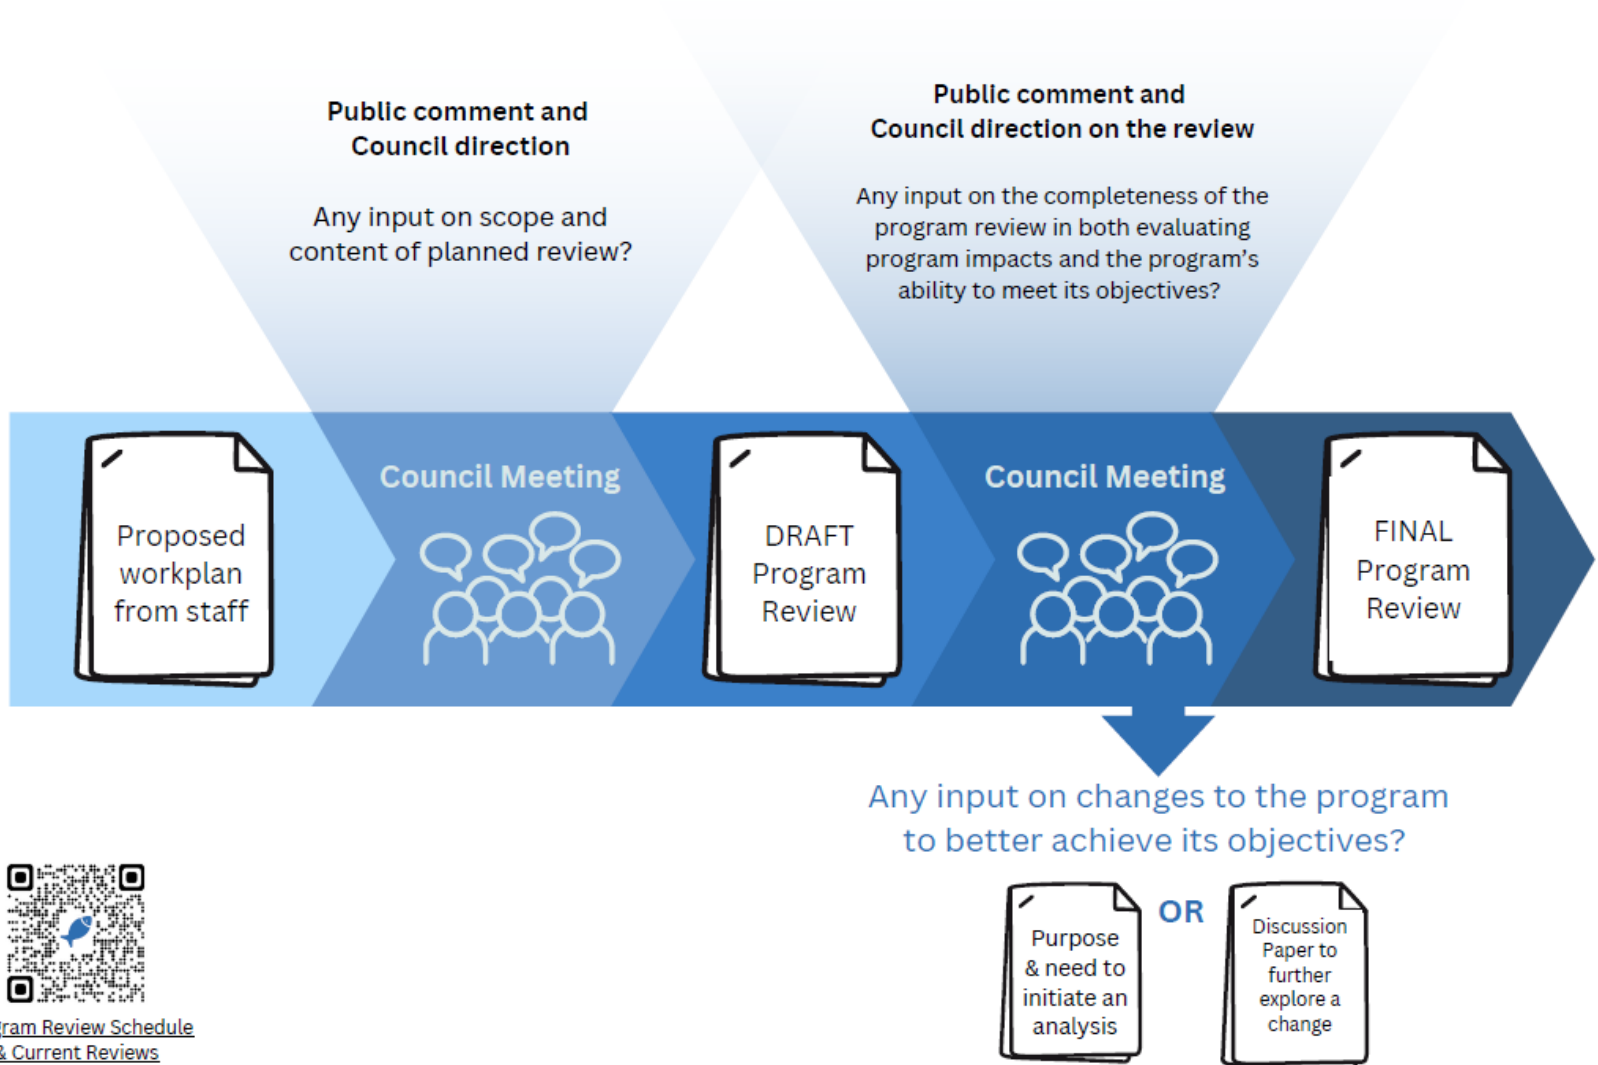 Public comment and
Council direction
Any input on scope and
content of planned review?
Public comment and
Council direction on the review
Any input on the completeness of the
program review in both evaluating
program impacts and the program's
ability to meet its objectives?
Proposed
workplan
from staff
Council Meeting
DRAFT
Program
Review
Council Meeting
FINAL
Program
Review
Any input on changes to the program
to better achieve its objectives?
Purpose
& need to
initiate an
analysis
OR
Discussion
Paper to
further
explore a
change
Review Schedule
& Current Reviews